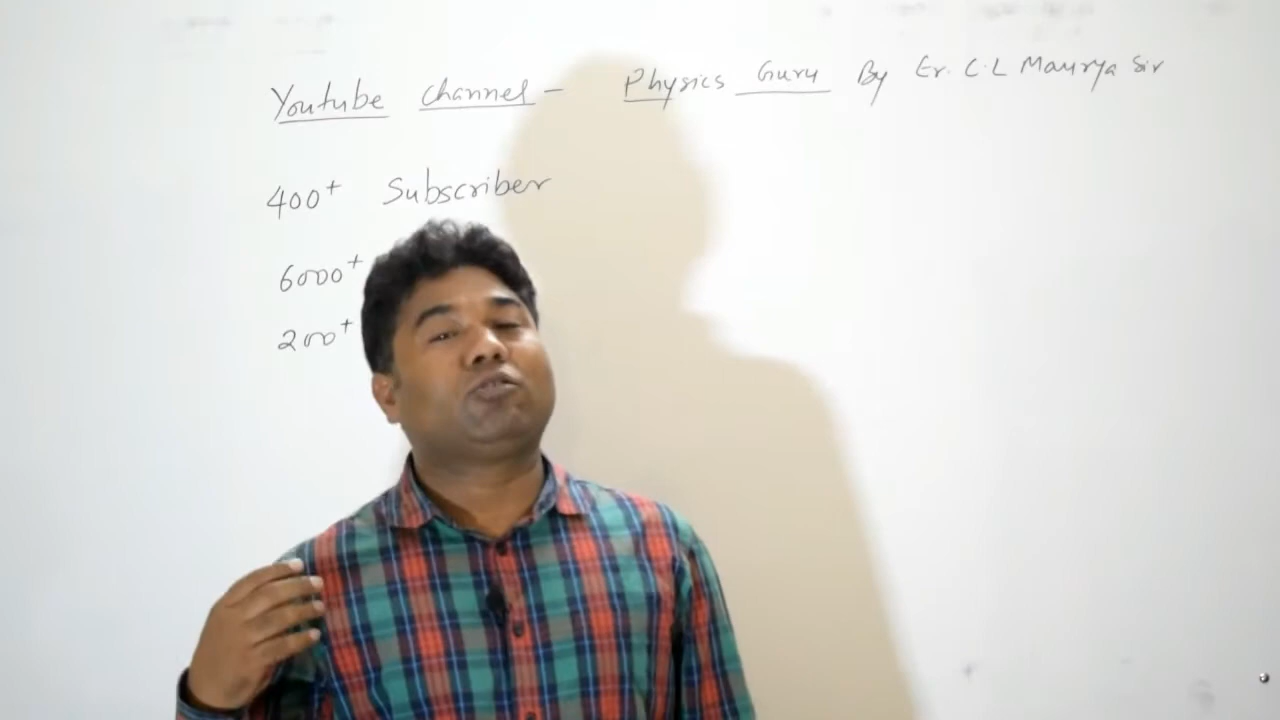 Youtube channel - Physics Guru By Er. C.L Maurya Sir
400+ Subscriber
6000+
200+